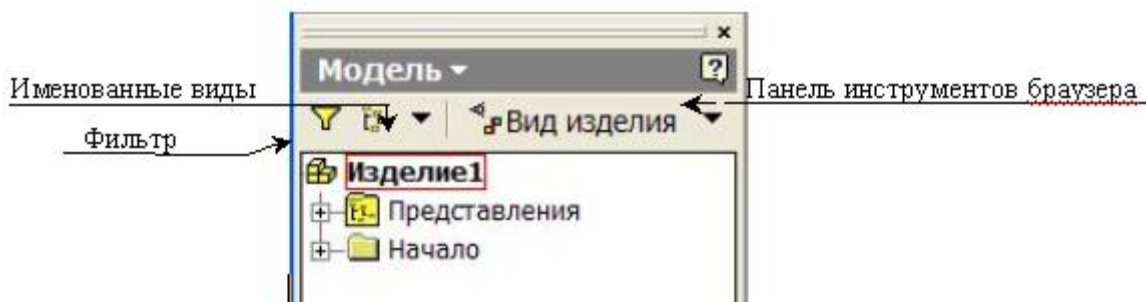 Модель
Именованные виды
Панель инструментов браузера
Вид изделия
Фильтр
Изделие1
Представления
Начало